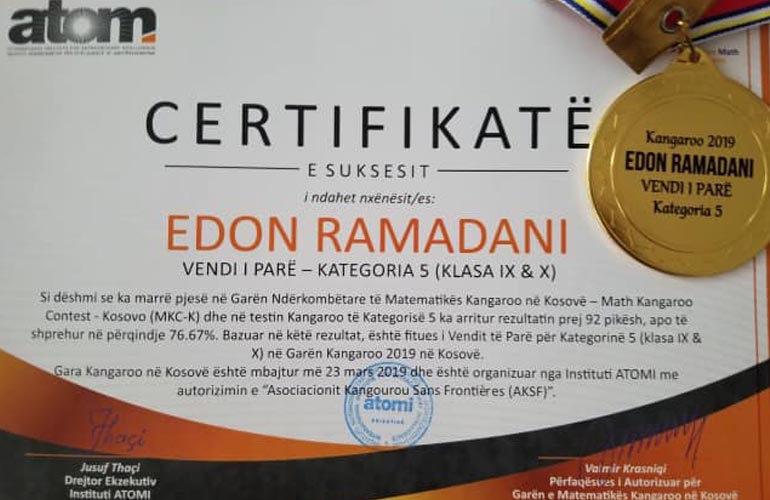 atomi
Math
CERTIFIKATË
E SUKSESIT
i ndahet nxënësit/es:
EDON RAMADANI
VENDI I PARË – KATEGORIA 5 (KLASA IX & X)
Si dëshmi se ka marrë pjesë në Garën Ndërkombëtare të Matematikës Kangaroo në Kosovë – Math Kangaroo
Contest - Kosovo (MKC-K) dhe në testin Kangaroo të Kategorisë 5 ka arritur rezultatin prej 92 pikësh, apo të
shprehur në përqindje 76.67%. Bazuar në këtë rezultat, është fitues i Vendit të Parë për Kategorinë 5 (klasa IX &
X) në Garën Kangaroo 2019 në Kosovë.
Gara Kangaroo në Kosovë është mbajtur më 23 mars 2019 dhe është organizuar nga Instituti ATOMI me
autorizimin e “Asociacionit Kangourou Sans Frontières (AKSF)”.
atomi
PRISHTINË
Jusuf Thaçi
Drejtor Ekzekutiv
Instituti ATOMI
Valmir Krasniqi
Përfaqësues i Autorizuar për
Garën e Matematikës Kangaroo në Kosovë
Kangaroo 2019
EDON RAMADANI
VENDI I PARË
Kategoria 5